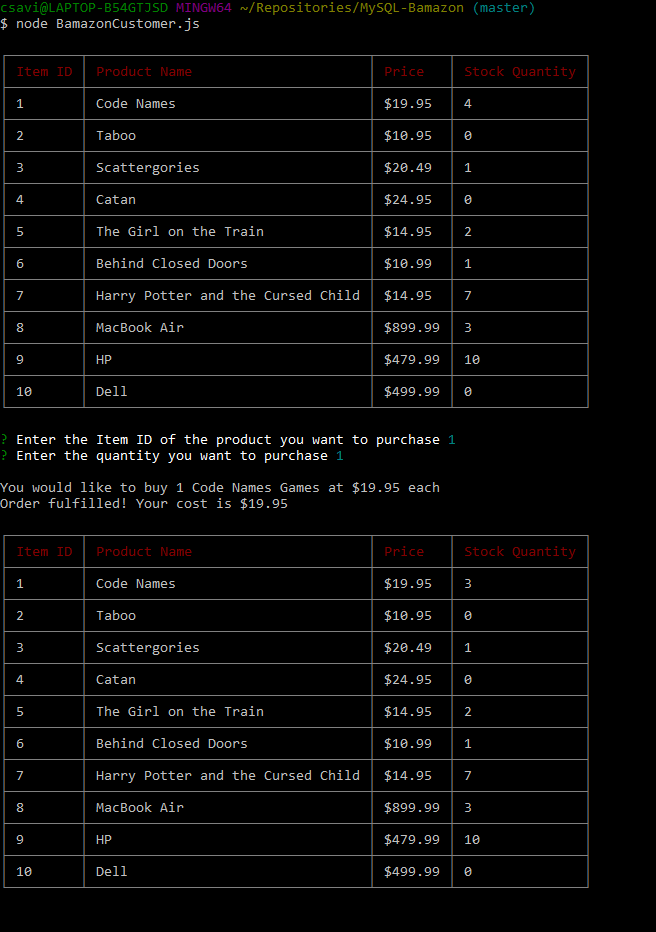 csavi@LAPTOP-B54GTJSD MINGW64 ~/Repositories/MySQL-Bamazon (master)
$ node BamazonCustomer.js
Item ID Product Name Price Stock Quantity
1 Code Names $19.95 4
2 Taboo $10.95 0
3 Scattergories $20.49 1
4 Catan $24.95 0
5 The Girl on the Train $14.95 2
6 Behind Closed Doors $10.99 1
7 Harry Potter and the Cursed Child $14.95 7
8 MacBook Air $899.99 3
9 HP $479.99 10
10 Dell $499.99 0
? Enter the Item ID of the product you want to purchase 1
? Enter the quantity you want to purchase 1
You would like to buy 1 Code Names Games at $19.95 each
Order fulfilled! Your cost is $19.95
Item ID Product Name Price Stock Quantity
1 Code Names $19.95 3
2 Taboo $10.95 0
3 Scattergories $20.49 1
4 Catan $24.95 0
5 The Girl on the Train $14.95 2
6 Behind Closed Doors $10.99 1
7 Harry Potter and the Cursed Child $14.95 7
8 MacBook Air $899.99 3
9 HP $479.99 10
10 Dell $499.99 0